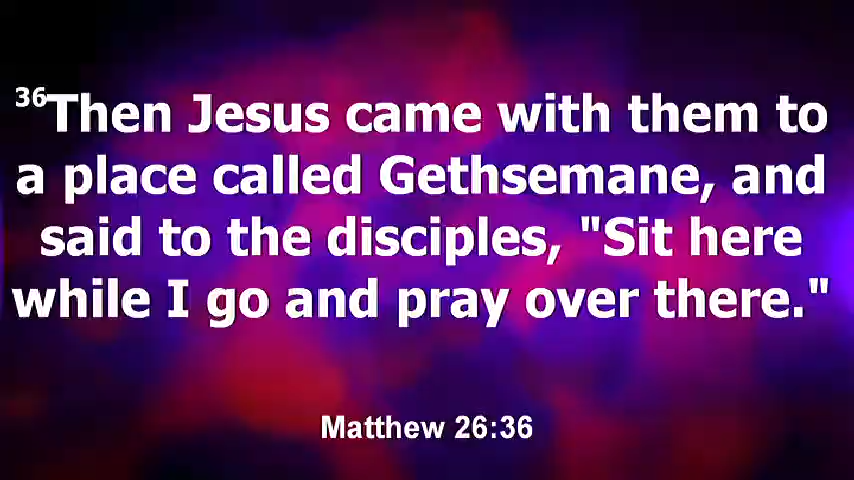 36Then Jesus came with them to
a place called Gethsemane, and
said to the disciples, "Sit here
while I go and pray over there."
Matthew 26:36